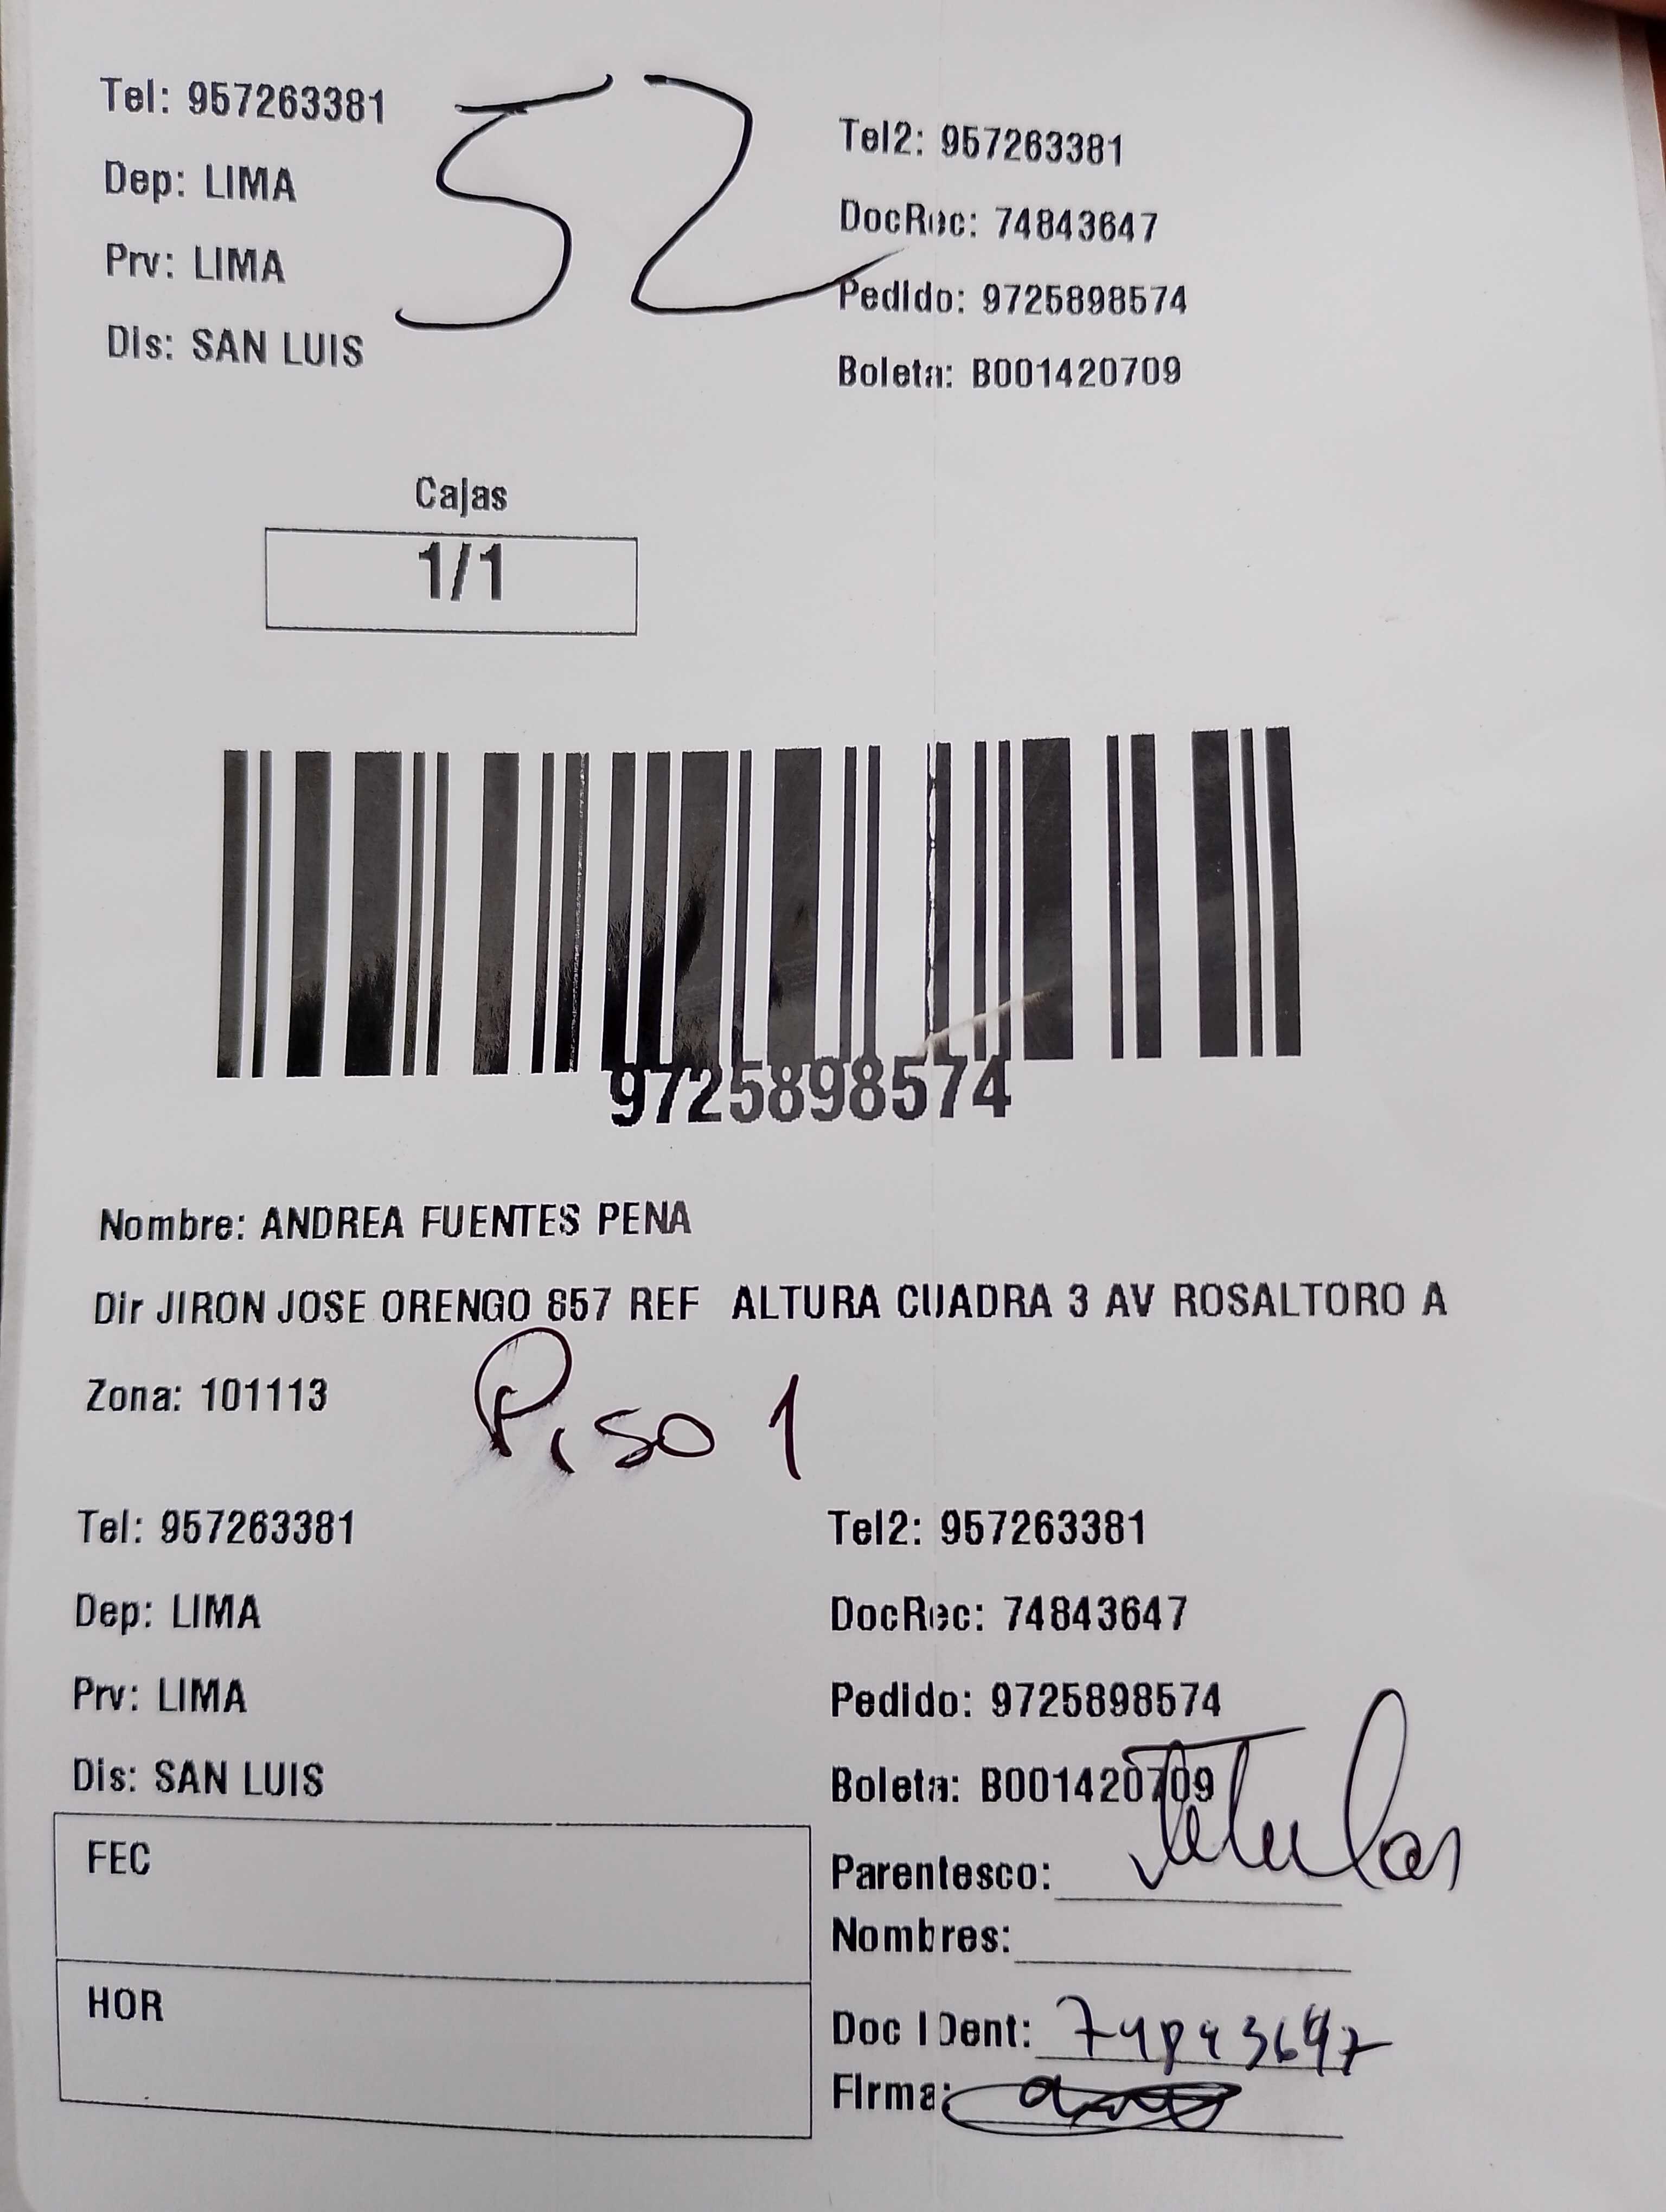 Tel: 957263381
Dep: LIMA
Prv: LIMA
Dis: SAN LUIS
52
Tel2: 957263381
DocRec: 74843647
Pedido: 9725898574
Boleta: B001420709
Cajas
1/1
9725898574
Nombre: ANDREA FUENTES PENA
Dir JIRON JOSE ORENGO 857 REF ALTURA CUADRA 3 AV ROSALTORO A
Zona: 101113
Piso 1
Tel: 957263381
Dep: LIMA
Prv: LIMA
Dis: SAN LUIS
Tel2: 957263381
DocRec: 74843647
Pedido: 9725898574
Boleta: B001420709
FEC
HOR
Parentesco: Titular
Nombres:
Doc IDent: 74843647
Firma: